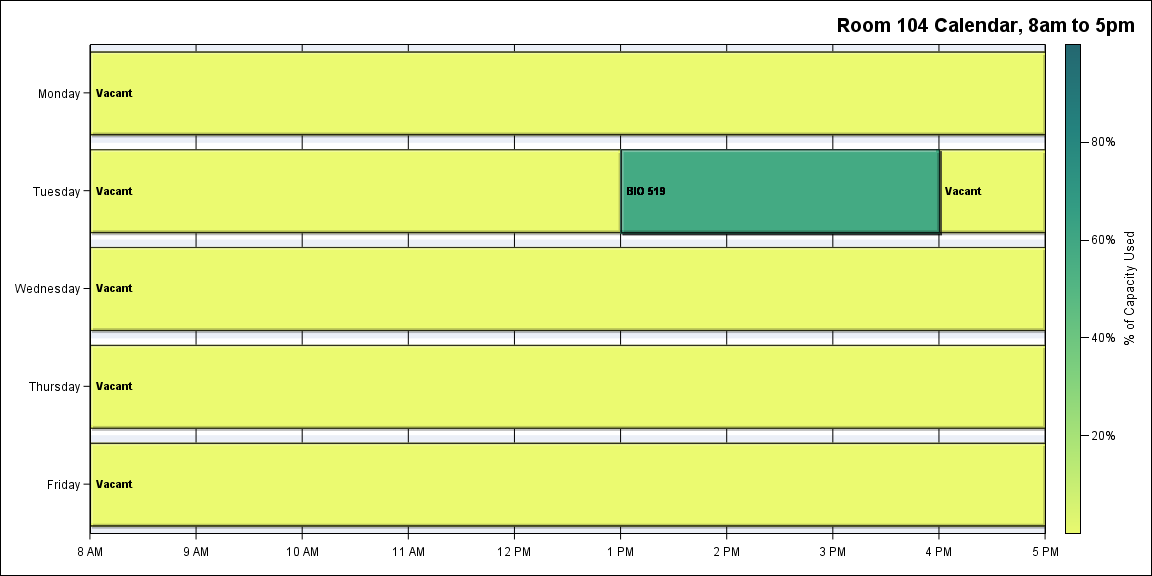 Room 104 Calendar, 8am to 5pm
Monday
Vacant
Tuesday
Vacant
BIO 519
Vacant
Wednesday
Vacant
Thursday
Vacant
Friday
Vacant
8 AM 9 AM 10 AM 11 AM 12 PM 1 PM 2 PM 3 PM 4 PM 5 PM
80%
60%
40%
20%
% of Capacity Used